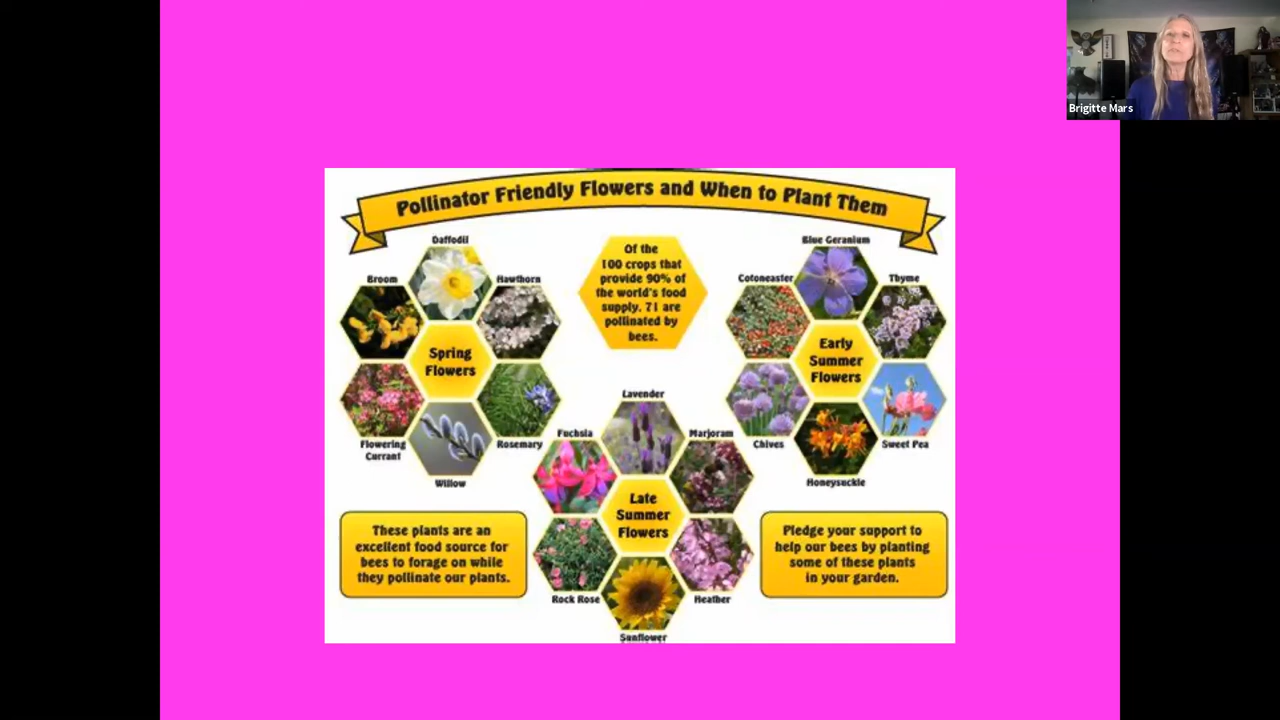 Brigitte Mars
Pollinator Friendly Flowers and When to Plant Them
Daffodil
Broom
Hawthorn
Spring
Flowers
Flowering
Currant
Rosemary
Willow
Of the
100 crops that
provide 90% of
the world's food
supply. 71 are
pollinated by
bees.
Blue Geranium
Cotoneaster
Thyme
Early
Summer
Flowers
Chives
Sweet Pea
Honeysuckle
Lavender
Fuchsia
Marjoram
Late
Summer
Flowers
Rock Rose
Heather
Sunflower
These plants are an
excellent food source for
bees to forage on while
they pollinate our plants.
Pledge your support to
help our bees by planting
some of these plants
in your garden.